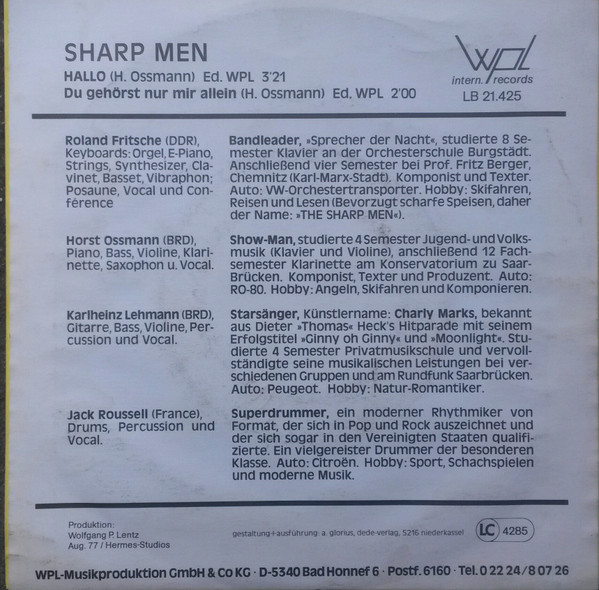 SHARP MEN
HALLO (H. Ossmann) Ed. WPL 3'21
Du gehörst nur mir allein (H. Ossmann) Ed. WPL 2'00
wpl
intern. records
LB 21.425
Roland Fritsche (DDR),
Keyboards: Orgel, E-Piano,
Strings, Synthesizer, Cla-
vinet, Basset, Vibraphon;
Posaune, Vocal und Con-
férence
Bandleader, »Sprecher der Nacht«, studierte 8 Se-
mester Klavier an der Orchesterschule Burgstädt.
Anschließend vier Semester bei Prof. Fritz Berger,
Chemnitz (Karl-Marx-Stadt). Komponist und Texter.
Auto: VW-Orchestertransporter. Hobby: Skifahren,
Reisen und Lesen (Bevorzugt scharfe Speisen, daher
der Name: »THE SHARP MEN«).
Horst Ossmann (BRD),
Piano, Bass, Violine, Klari-
nette, Saxophon u. Vocal.
Show-Man, studierte 4 Semester Jugend- und Volks-
musik (Klavier und Violine), anschließend 12 Fach-
semester Klarinette am Konservatorium zu Saar-
Brücken. Komponist, Texter und Produzent. Auto:
RO-80. Hobby: Angeln, Skifahren und Komponieren.
Karlheinz Lehmann (BRD),
Gitarre, Bass, Violine, Per-
cussion und Vocal.
Starsänger, Künstlername: Charly Marks, bekannt
aus Dieter »Thomas« Heck's Hitparade mit seinem
Erfolgstitel »Ginny oh Ginny« und »Moonlight«. Stu-
dierte 4 Semester Privatmusikschule und vervoll-
ständigte seine musikalischen Leistungen bei ver-
schiedenen Gruppen und am Rundfunk Saarbrücken.
Auto: Peugeot. Hobby: Natur-Romantiker.
Jack Roussell (France),
Drums, Percussion und
Vocal.
Superdrummer, ein moderner Rhythmiker von
Format, der sich in Pop und Rock auszeichnet und
der sich sogar in den Vereinigten Staaten qualifi-
zierte. Ein vielgereister Drummer der besonderen
Klasse. Auto: Citroën. Hobby: Sport, Schachspielen
und moderne Musik.
Produktion:
Wolfgang P. Lentz
Aug. 77 / Hermes-Studios
gestaltung+ausführung: a. glorius, dede-verlag, 5216 niederkassel
LC 4285
WPL-Musikproduktion GmbH & Co KG · D-5340 Bad Honnef 6 · Postf. 6160 · Tel. 0 22 24/8 07 26